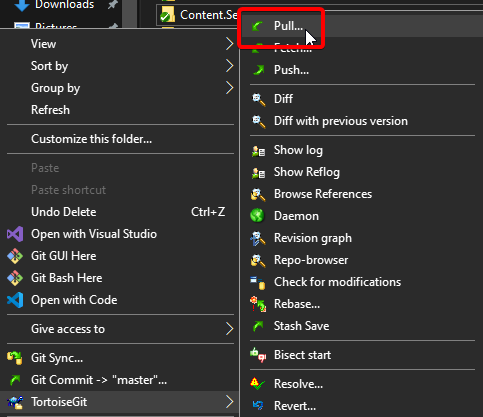 Downloads
Content.Se
Pictures
Pull...
Fetch...
Push...
Diff
Diff with previous version
Show log
Show Reflog
Browse References
Daemon
Revision graph
Repo-browser
Check for modifications
Rebase...
Stash Save
Bisect start
Resolve...
Revert...
View
Sort by
Group by
Refresh
Customize this folder...
Paste
Paste shortcut
Undo Delete Ctrl+Z
Open with Visual Studio
Git GUI Here
Git Bash Here
Open with Code
Give access to
Git Sync...
Git Commit -> "master"...
TortoiseGit